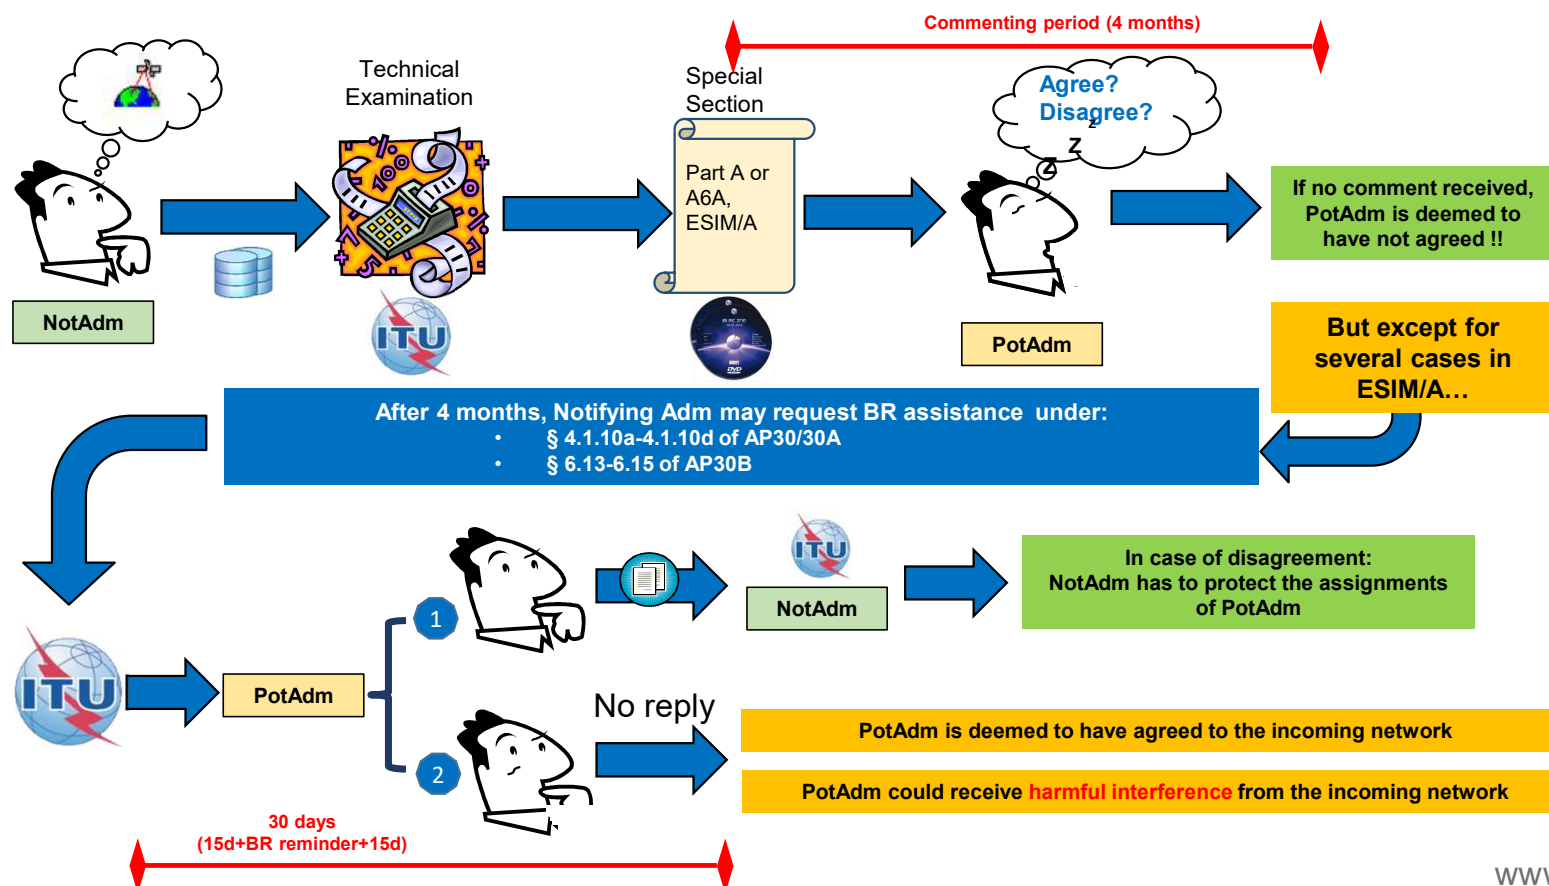 Commenting period (4 months)
Technical
Examination
Special
Section
Agree?
Disagree?
z
z
z
Part A or
A6A,
ESIM/A
If no comment received,
PotAdm is deemed to
have not agreed !!
NotAdm
ITU
DVD
PotAdm
But except for
several cases in
ESIM/A…
After 4 months, Notifying Adm may request BR assistance under:
• § 4.1.10a-4.1.10d of AP30/30A
• § 6.13-6.15 of AP30B
ITU
NotAdm
In case of disagreement:
NotAdm has to protect the assignments
of PotAdm
1
ITU
PotAdm
No reply
2
PotAdm is deemed to have agreed to the incoming network
PotAdm could receive harmful interference from the incoming network
30 days
(15d+BR reminder+15d)
www